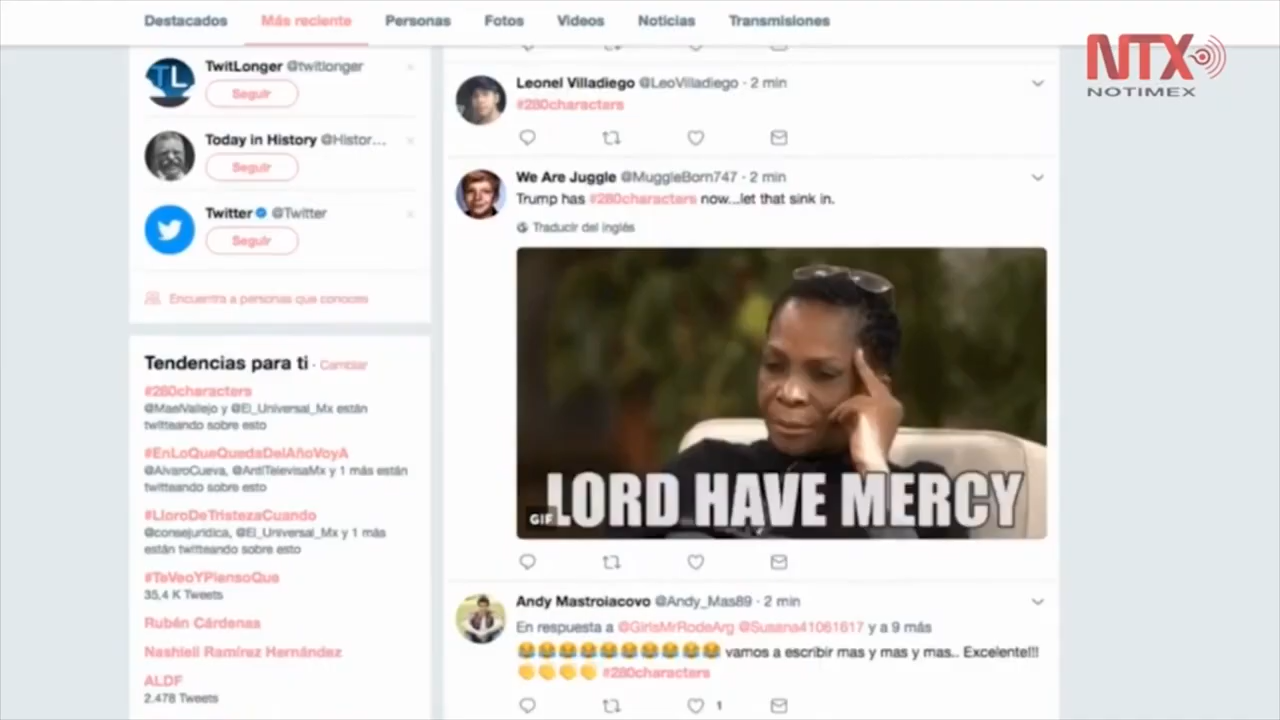 Destacados
Más reciente
Personas
Fotos
Videos
Noticias
Transmisiones
NTX
NOTIMEX
TwitLonger @twitlonger
Seguir
Today in History @Histor...
Seguir
Twitter @Twitter
Seguir
Encuentra a personas que conoces
Tendencias para ti · Cambiar
#280characters
@MaelVallejo y @El_Universal_Mx están
twitteando sobre esto
#EnLoQueQuedaDelAñoVoyA
@AlvaroCueva, @AntiTelevisaMx y 1 más están
twitteando sobre esto
#LloroDeTristezaCuando
@consejuridica, @El_Universal_Mx y 1 más
están twitteando sobre esto
#TeVeoYPiensoQue
35,4 K Tweets
Rubén Cárdenas
Nashieli Ramírez Hernández
ALDF
2.478 Tweets
Leonel Villadiego @LeoVilladiego · 2 min
#280characters
We Are Juggle @MuggleBorn747 · 2 min
Trump has #280characters now...let that sink in.
Traducir del inglés
LORD HAVE MERCY
GIF
Andy Mastroiacovo @Andy_Mas89 · 2 min
En respuesta a @GirlsMrRodeArg @Susana41061617 y a 9 más
😂😂😂😂😂😂😂😂😂😂 vamos a escribir mas y mas y mas.. Excelente!!!
👏👏👏👏 #280characters
1